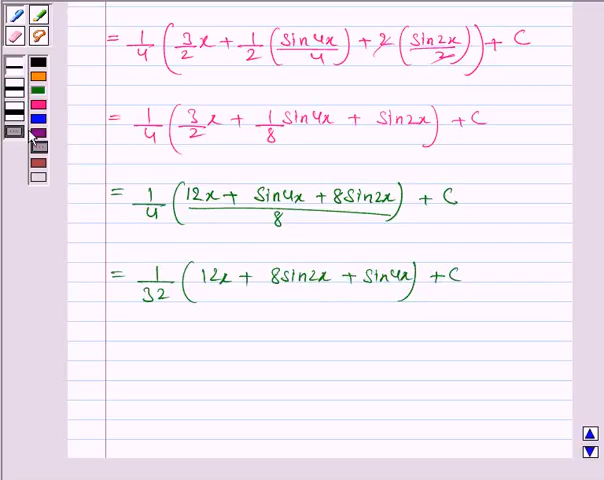 = 1/4 ( 3/2 x + 1/2 ( sin4x/4 ) + 2 ( sin2x/2 ) ) + C
= 1/4 ( 3/2 x + 1/8 sin4x + sin2x ) + C
= 1/4 ( 12x + sin4x + 8sin2x / 8 ) + C
= 1/32 ( 12x + 8sin2x + sin4x ) + C